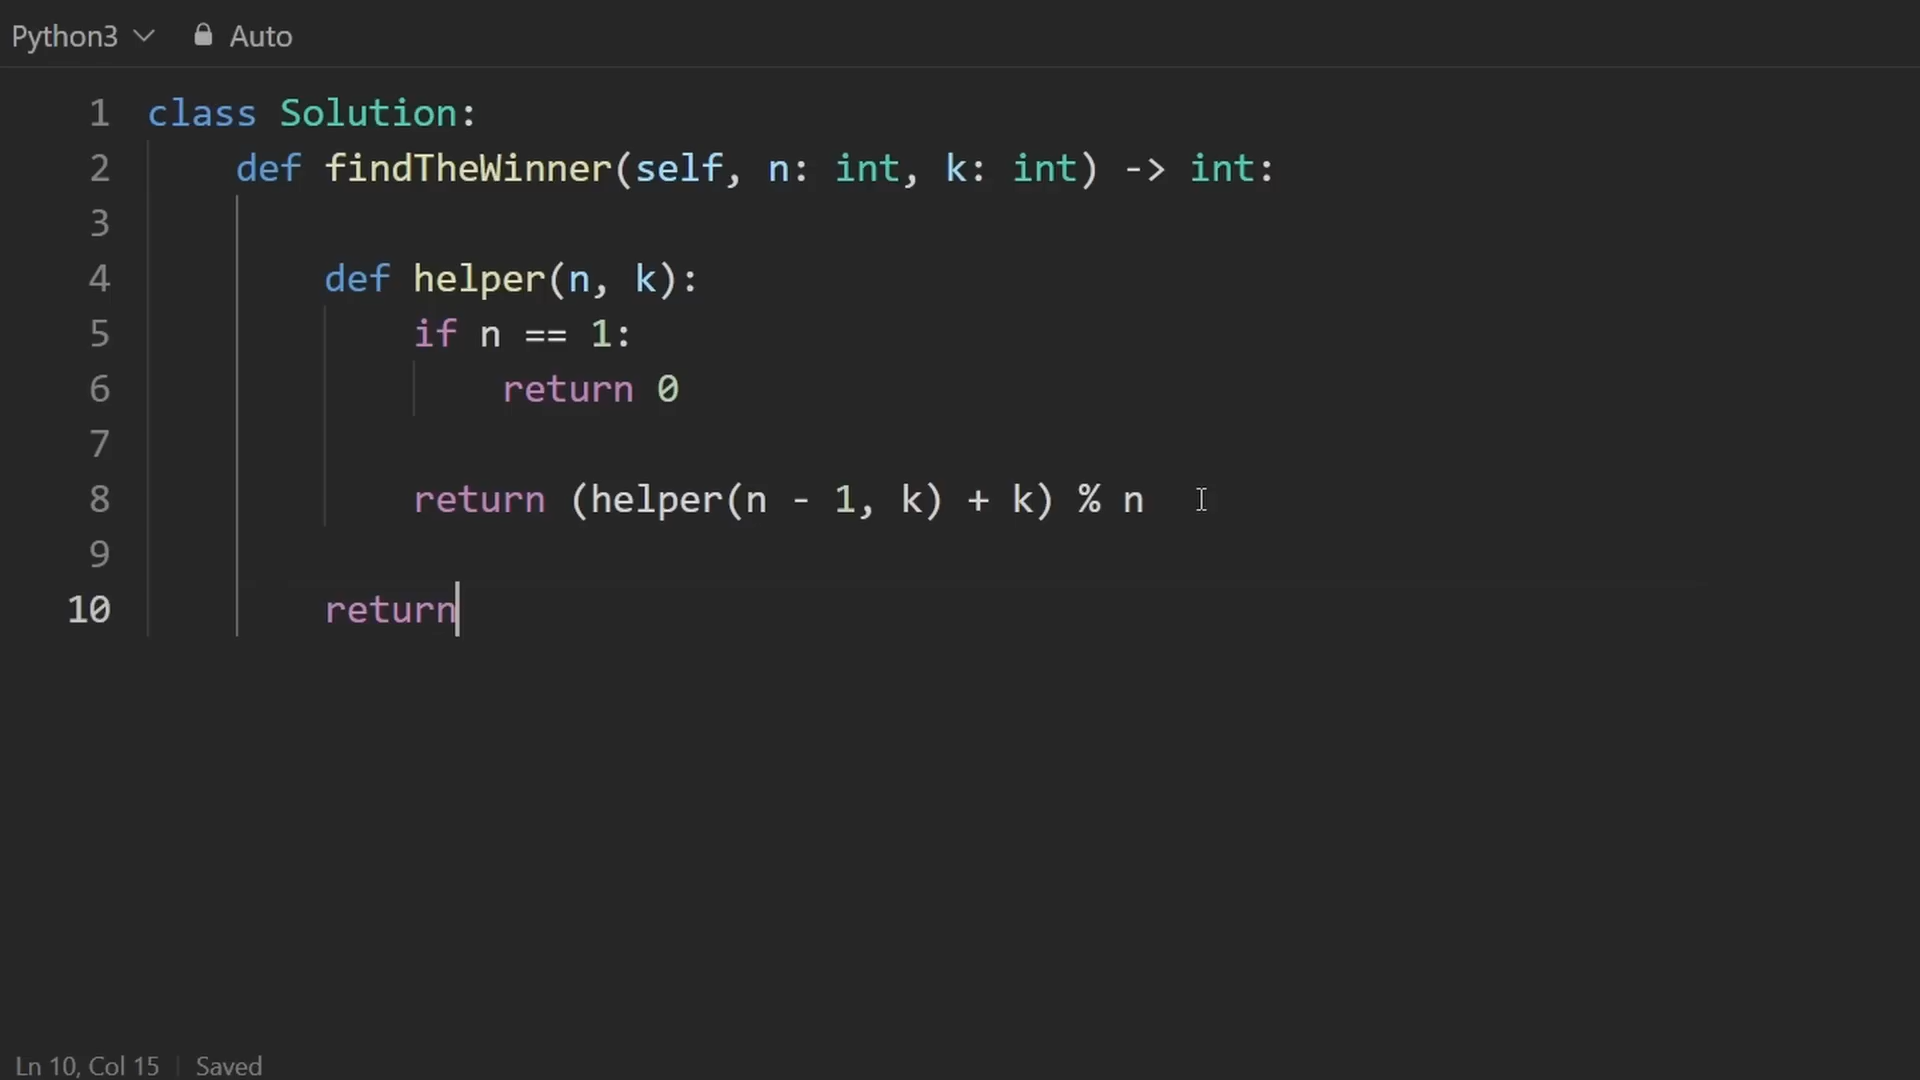 Python3 Auto
1 class Solution:
2 def findTheWinner(self, n: int, k: int) -> int:
3
4 def helper(n, k):
5 if n == 1:
6 return 0
7
8 return (helper(n - 1, k) + k) % n
9
10 return
Ln 10, Col 15 Saved